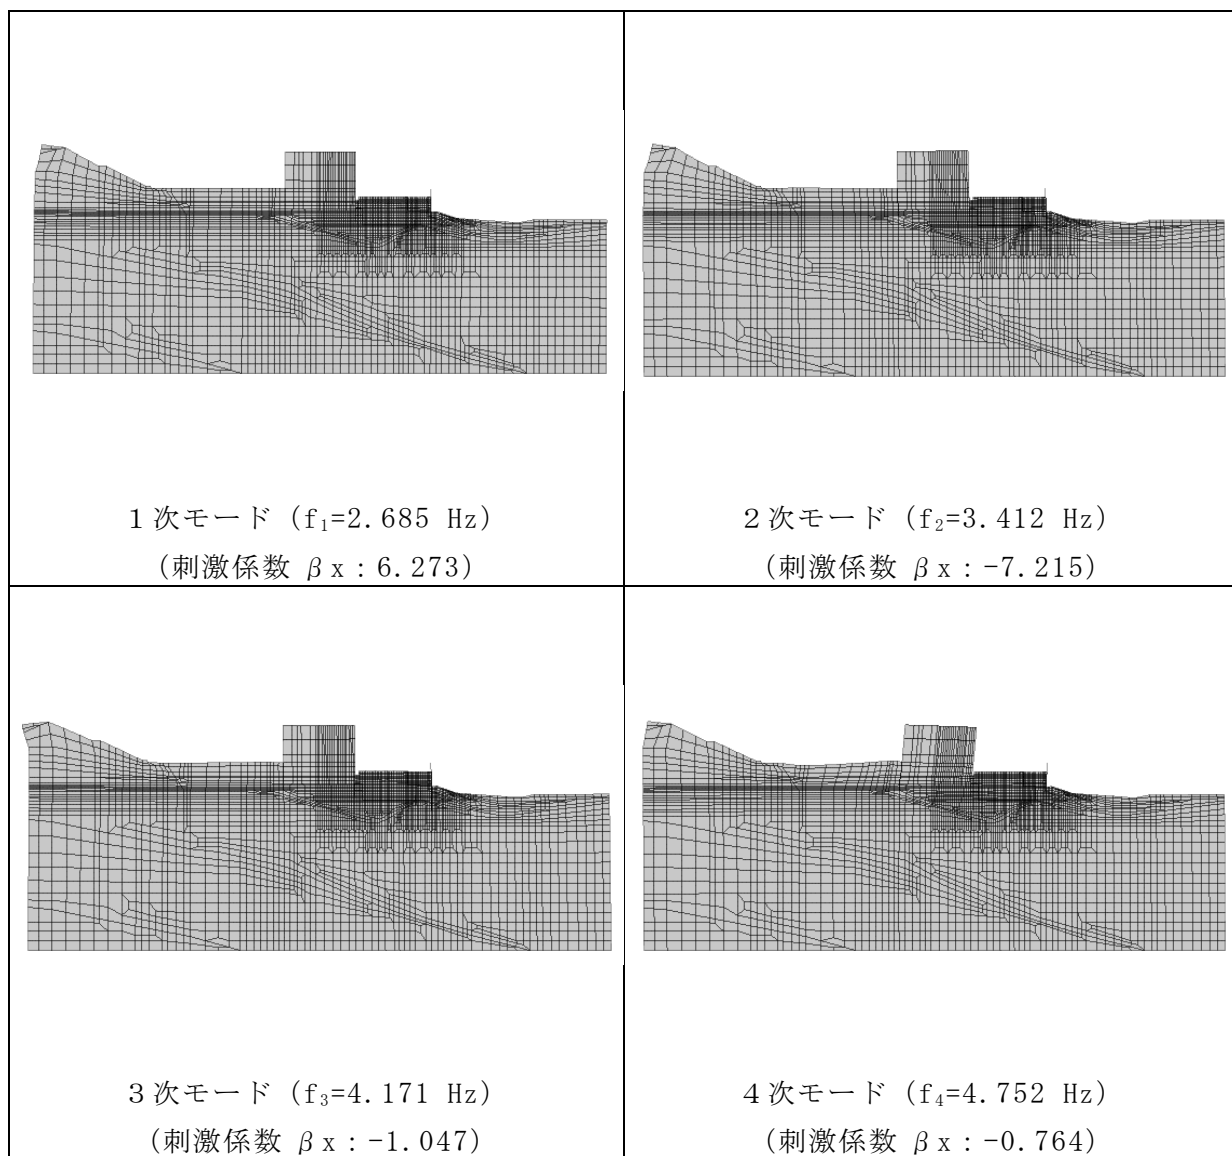 1次モード (f₁=2.685 Hz)
(刺激係数 βx:6.273)
2次モード (f₂=3.412 Hz)
(刺激係数 βx:-7.215)
3次モード (f₃=4.171 Hz)
(刺激係数 βx:-1.047)
4次モード (f₄=4.752 Hz)
(刺激係数 βx:-0.764)